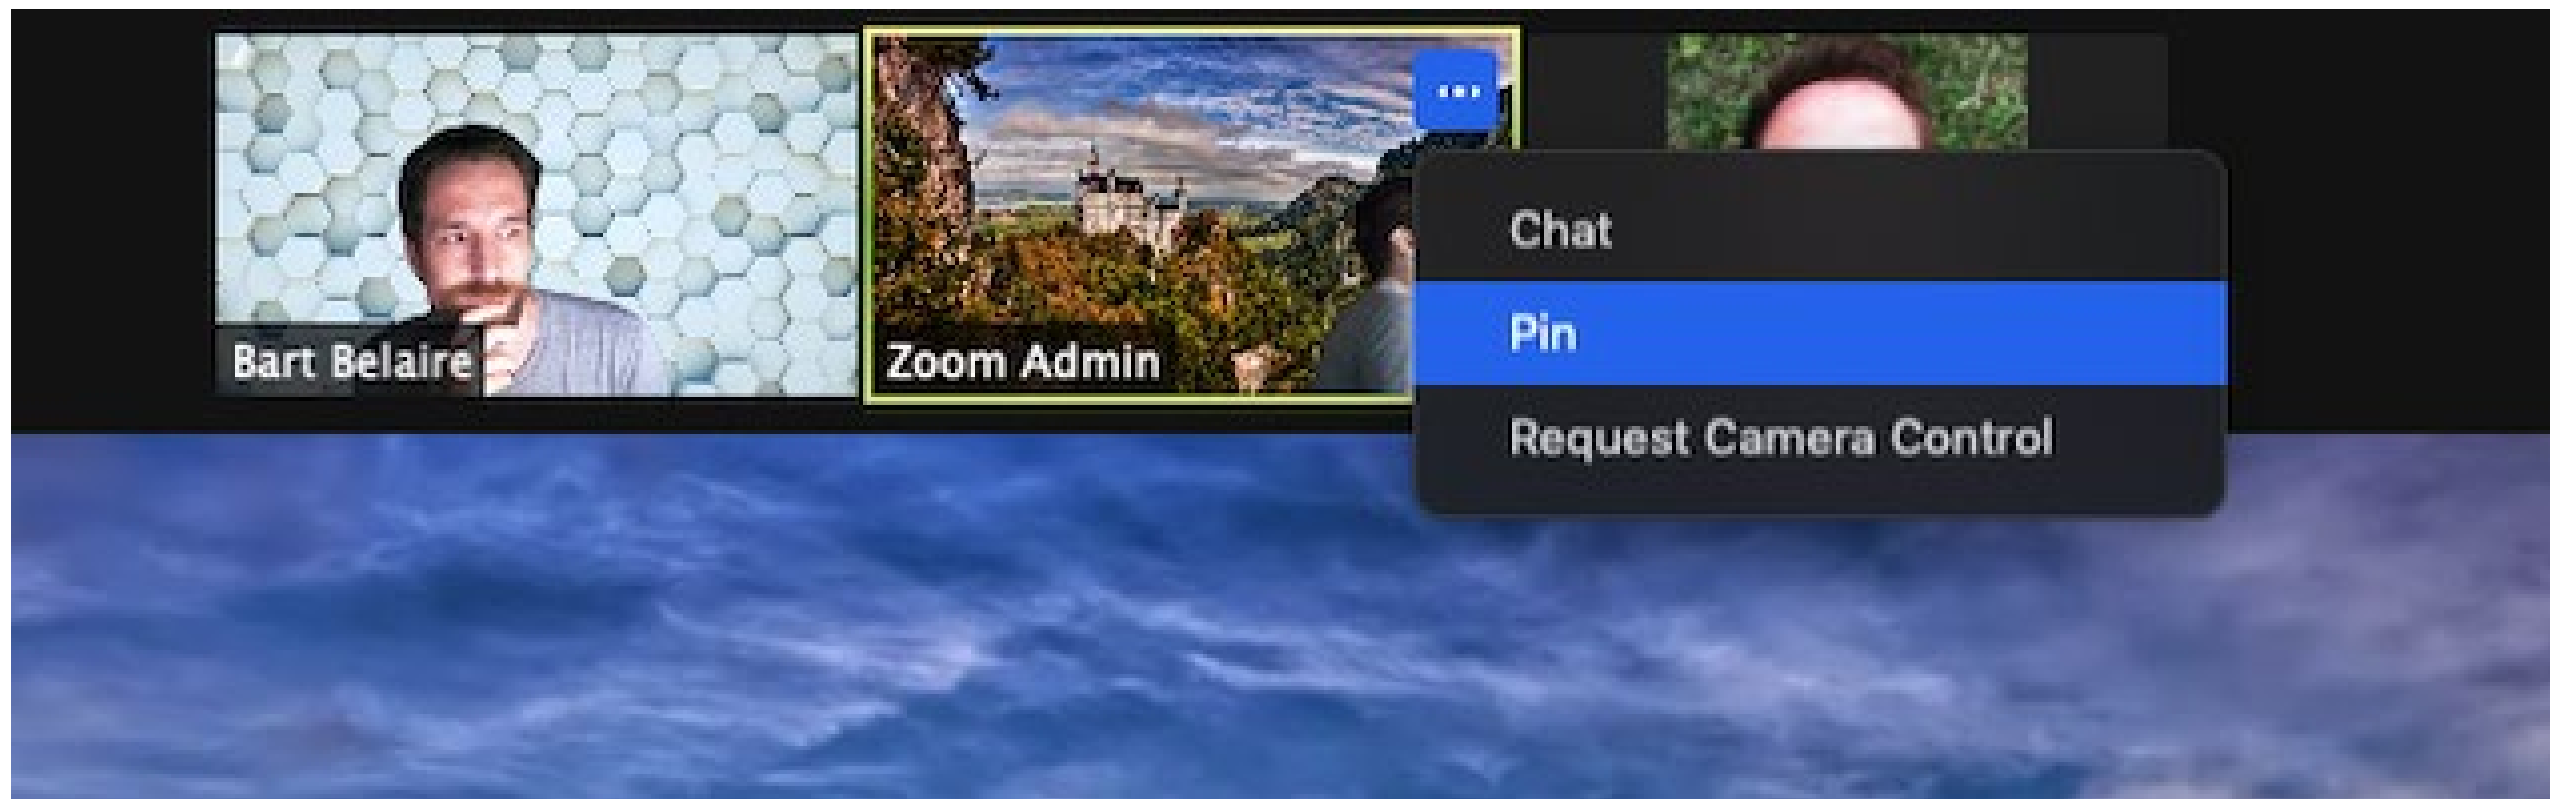 Bart Belaire
Zoom Admin
Chat
Pin
Request Camera Control